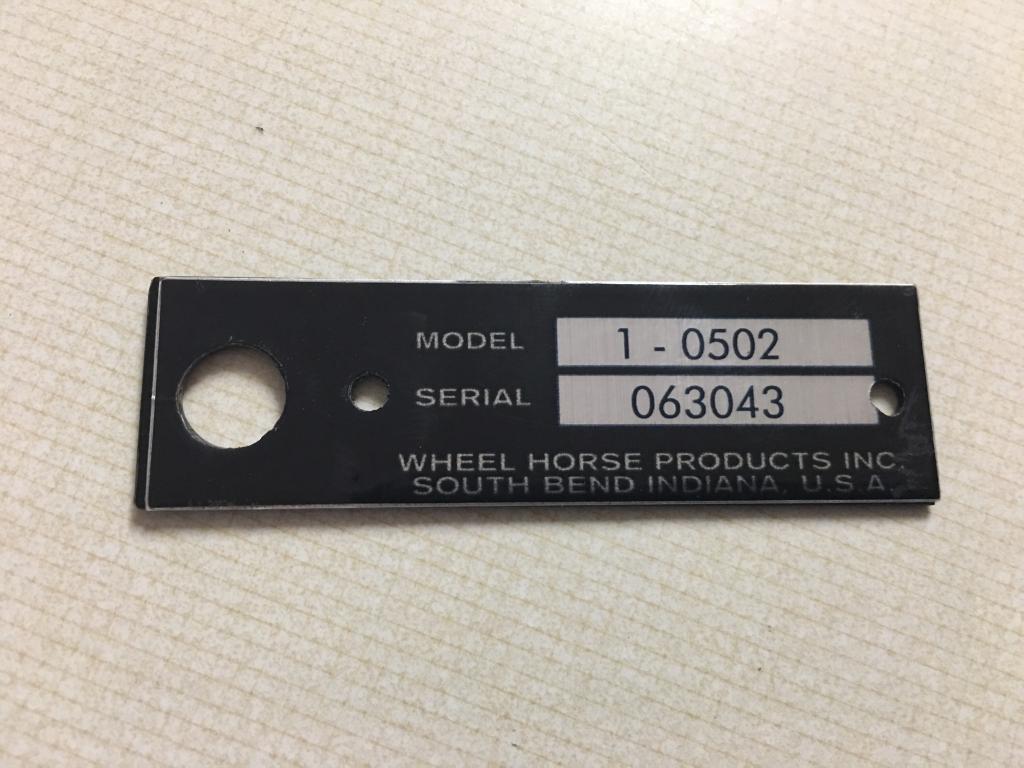 MODEL 1 - 0502
SERIAL 063043
WHEEL HORSE PRODUCTS INC.
SOUTH BEND INDIANA, U.S.A.